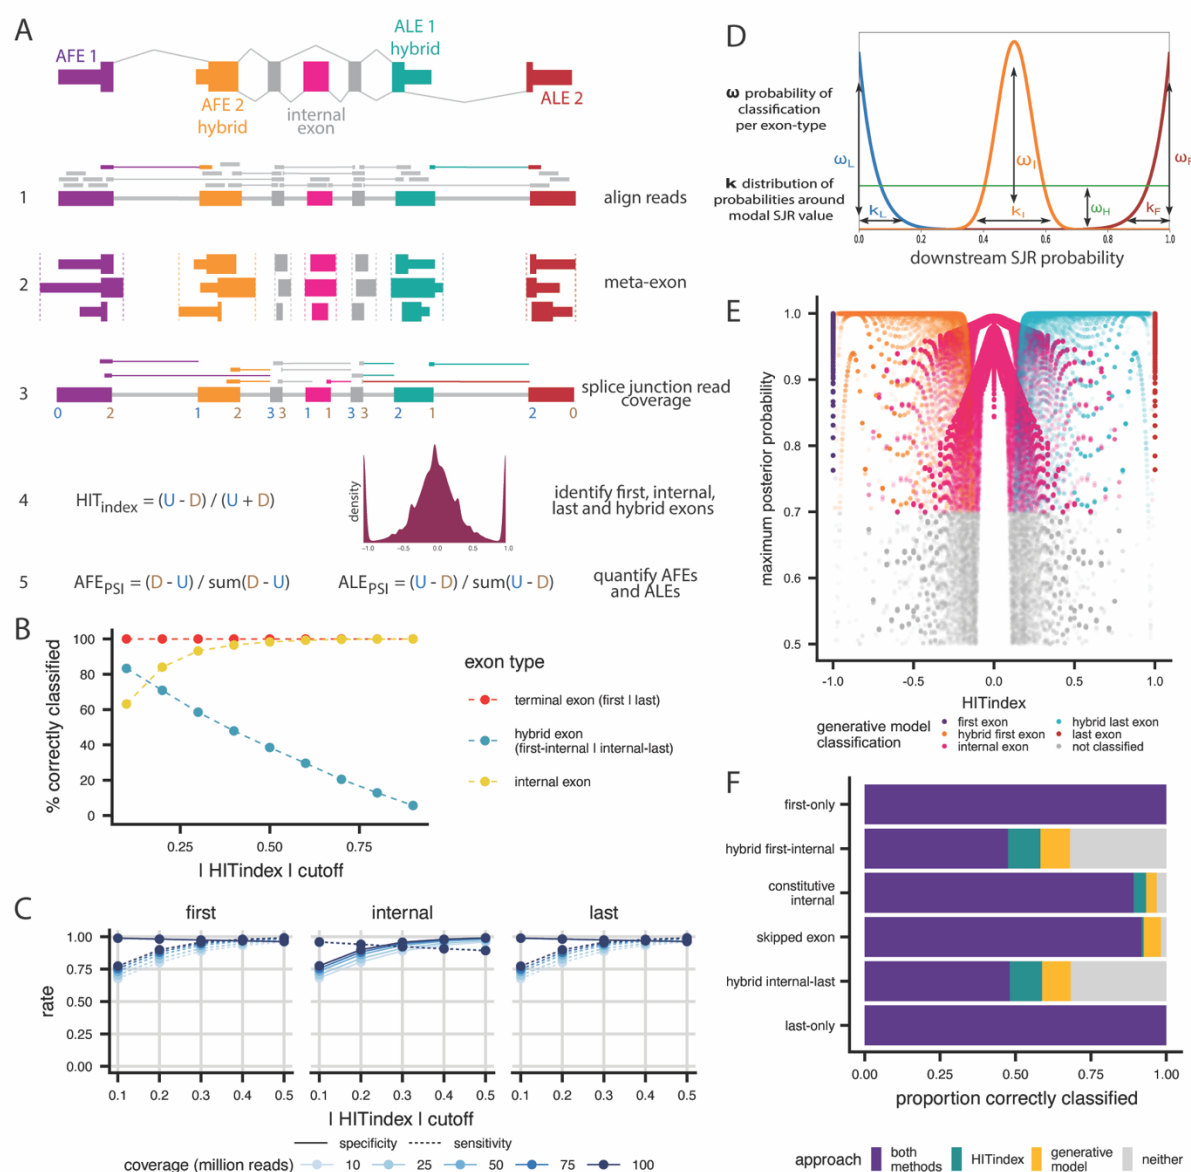 A
AFE 1
AFE 2
hybrid
internal
exon
ALE 1
hybrid
ALE 2
1
align reads
2
meta-exon
3
splice junction read
coverage
0 2 1 2 3 3 1 1 3 3 2 1 2 0
4
HITindex = (U - D) / (U + D)
density
-1.0 -0.5 0.0 0.5 1.0
identify first, internal,
last and hybrid exons
5
AFEPSI = (D - U) / sum(D - U)
ALEPSI = (U - D) / sum(U - D)
quantify AFEs
and ALEs
B
% correctly classified
100
80
60
40
20
0
0.25 0.50 0.75
| HITindex | cutoff
exon type
terminal exon (first | last)
hybrid exon
(first-internal | internal-last)
internal exon
C
first internal last
rate
1.00
0.75
0.50
0.25
0.00
0.1 0.2 0.3 0.4 0.5 0.1 0.2 0.3 0.4 0.5 0.1 0.2 0.3 0.4 0.5
| HITindex | cutoff
specificity sensitivity
coverage (million reads) 10 25 50 75 100
D
ω probability of
classification
per exon-type
k distribution of
probabilities around
modal SJR value
ωL
kL
ωI
kI
ωH
ωF
kF
0.0 0.2 0.4 0.6 0.8 1.0
downstream SJR probability
E
maximum posterior probability
1.0
0.9
0.8
0.7
0.6
0.5
-1.0 -0.5 0.0 0.5 1.0
HITindex
generative model
classification
first exon
hybrid first exon
internal exon
hybrid last exon
last exon
not classified
F
first-only
hybrid first-internal
constitutive
internal
skipped exon
hybrid internal-last
last-only
0.00 0.25 0.50 0.75 1.00
proportion correctly classified
approach
both
methods
HITindex
generative
model
neither